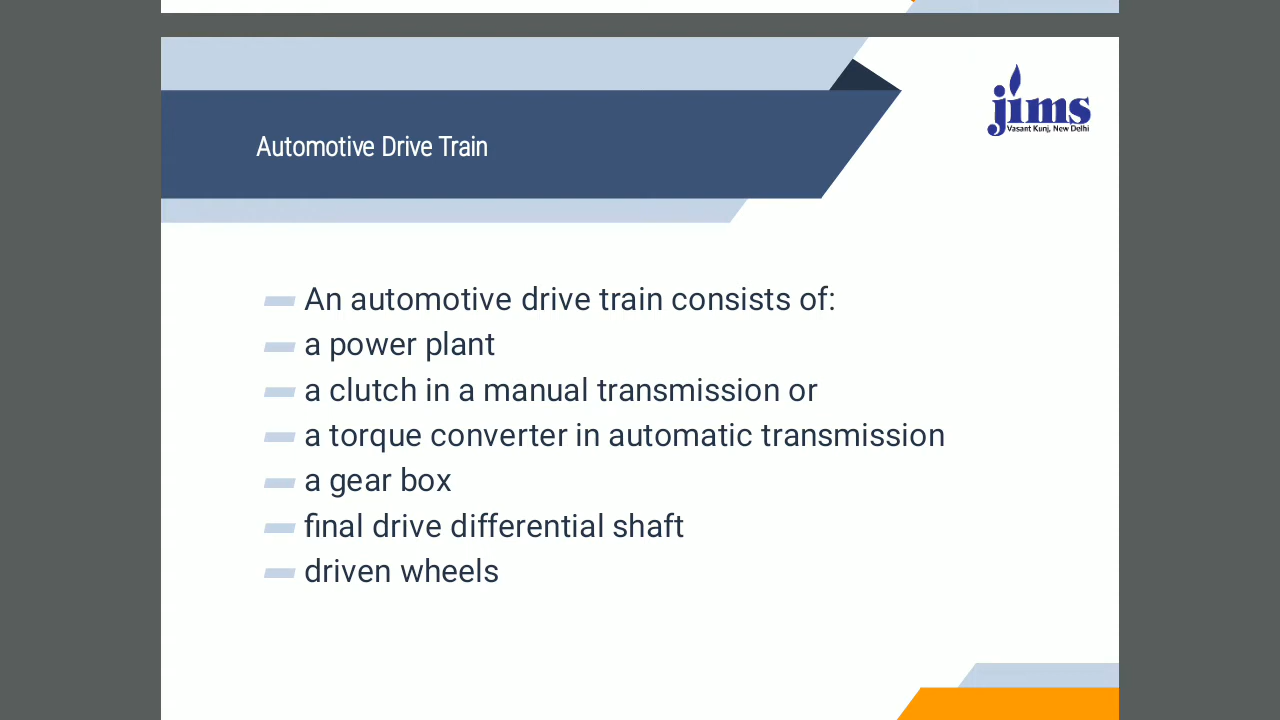 jims
Vasant Kunj, New Delhi
Automotive Drive Train
An automotive drive train consists of:
a power plant
a clutch in a manual transmission or
a torque converter in automatic transmission
a gear box
final drive differential shaft
driven wheels